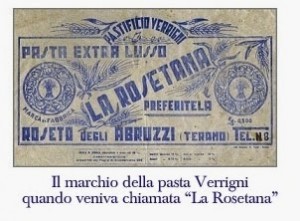 PASTIFICIO VERRIGNI
PASTA EXTRA LUSSO
LA ROSETANA
PREFERITELA
ROSETO DEGLI ABRUZZI (TERAMO) TEL.
Il marchio della pasta Verrigni
quando veniva chiamata “La Rosetana”